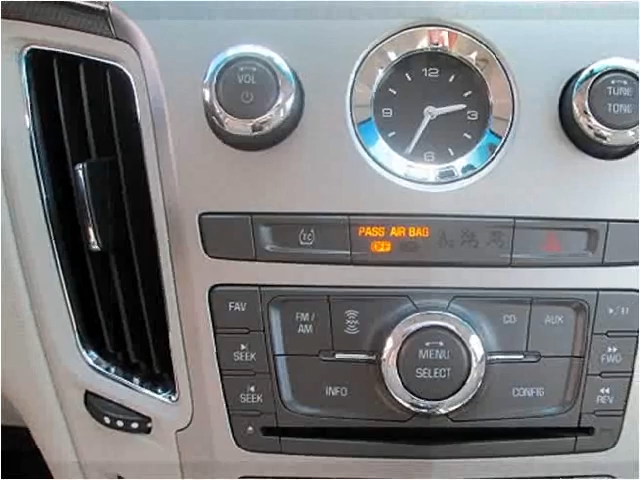 VOL
12
9
3
6
TUNE
TONE
TC
PASS AIR BAG
OFF
FAV
FM /
AM
CD
AUX
SEEK
MENU
SELECT
FWD
SEEK
INFO
CONFIG
REV